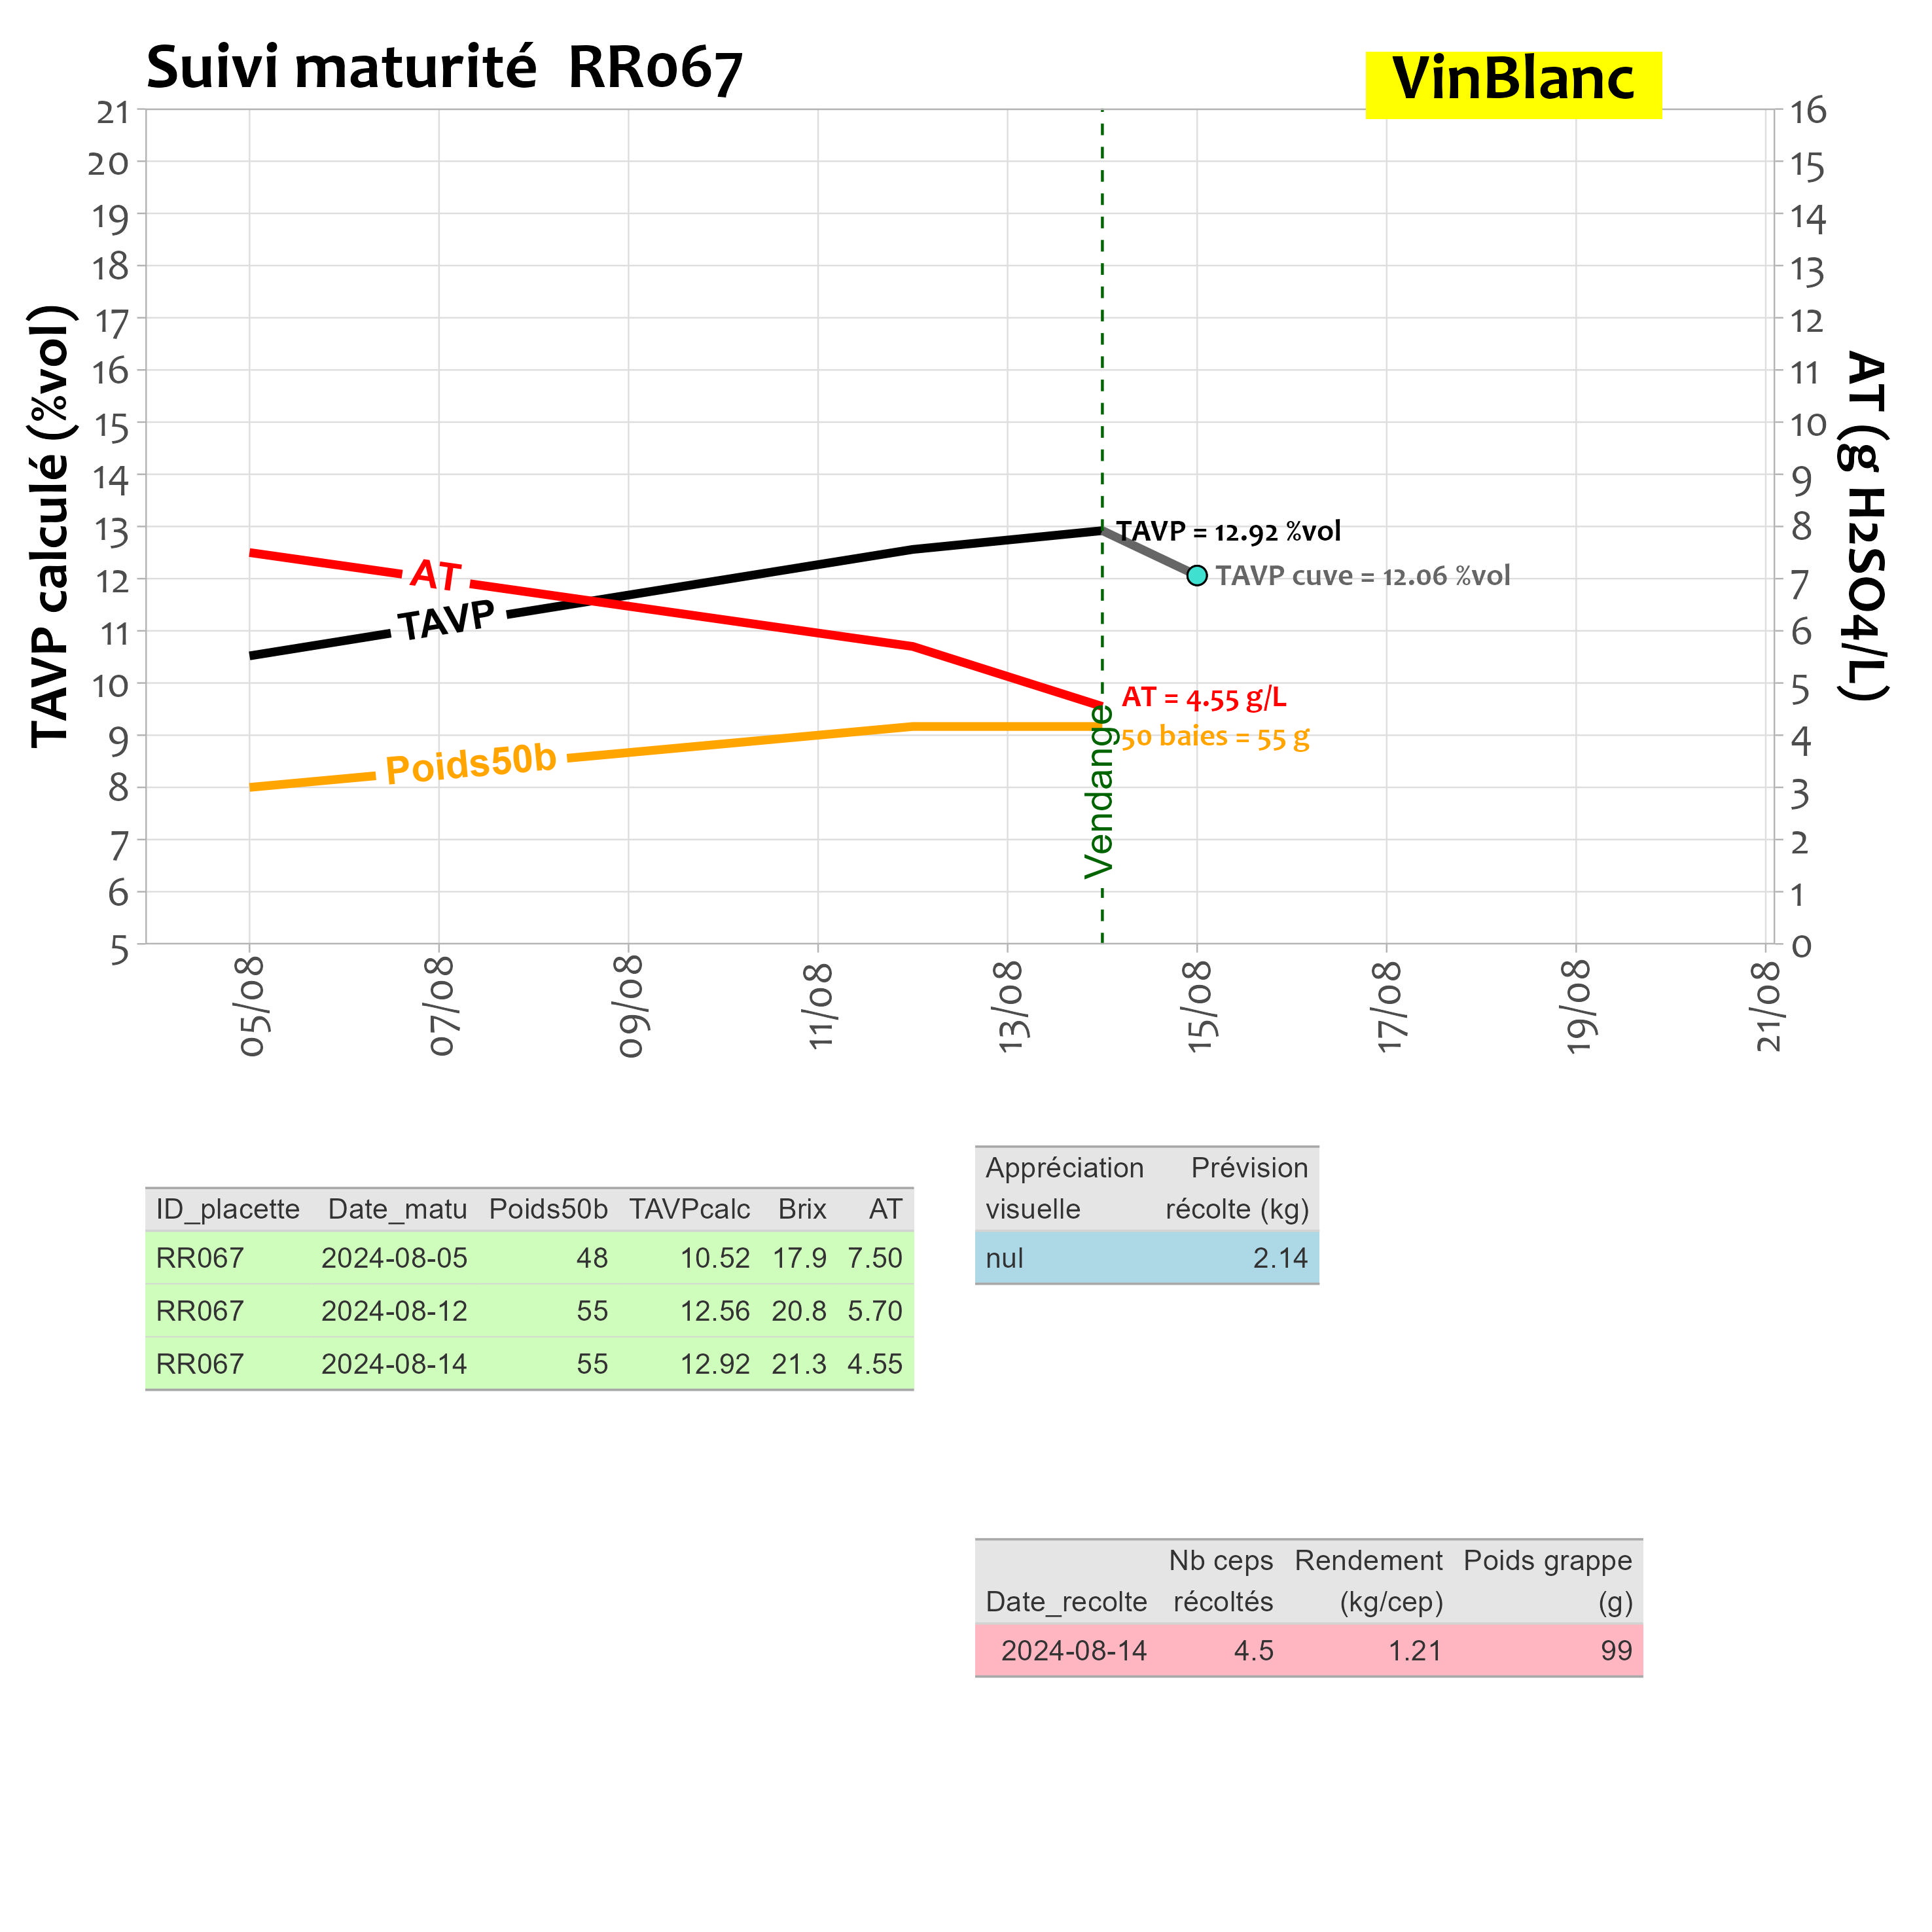 Suivi maturité  RR067
VinBlanc
TAVP calculé (%vol)
21
20
19
18
17
16
15
14
13
12
11
10
9
8
7
6
5
AT
TAVP
Poids50b
Vendange
TAVP = 12.92 %vol
TAVP cuve = 12.06 %vol
AT = 4.55 g/L
50 baies = 55 g
16
15
14
13
12
11
10
9
8
7
6
5
4
3
2
1
0
AT (g H2SO4/L)
05/08
07/08
09/08
11/08
13/08
15/08
17/08
19/08
21/08
ID_placette Date_matu Poids50b TAVPcalc Brix AT
RR067 2024-08-05 48 10.52 17.9 7.50
RR067 2024-08-12 55 12.56 20.8 5.70
RR067 2024-08-14 55 12.92 21.3 4.55
Appréciation Prévision
visuelle récolte (kg)
nul 2.14
Nb ceps Rendement Poids grappe
Date_recolte récoltés (kg/cep) (g)
2024-08-14 4.5 1.21 99